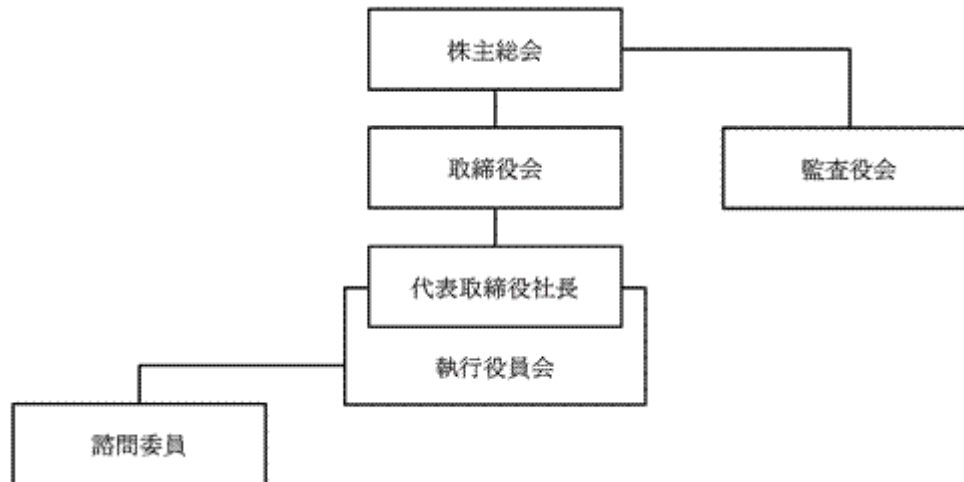 株主総会
取締役会
監査役会
代表取締役社長
執行役員会
諮問委員